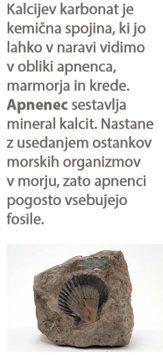 Kalcijev karbonat je
kemična spojina, ki jo
lahko v naravi vidimo
v obliki apnenca,
marmorja in krede.
Apnenec sestavlja
mineral kalcit. Nastane
z usedanjem ostankov
morskih organizmov
v morju, zato apnenci
pogosto vsebujejo
fosile.